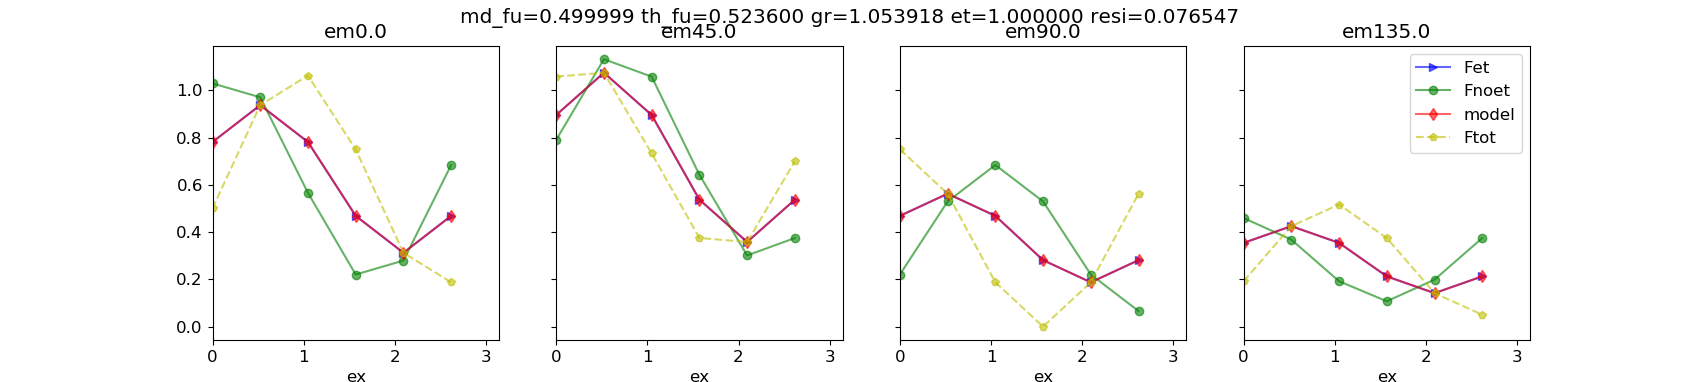 md_fu=0.499999 th_fu=0.523600 gr=1.053918 et=1.000000 resi=0.076547
em0.0 em45.0 em90.0 em135.0
1.0
0.8
0.6
0.4
0.2
0.0
Fet
Fnoet
model
Ftot
0 1 2 3 0 1 2 3 0 1 2 3 0 1 2 3
ex ex ex ex